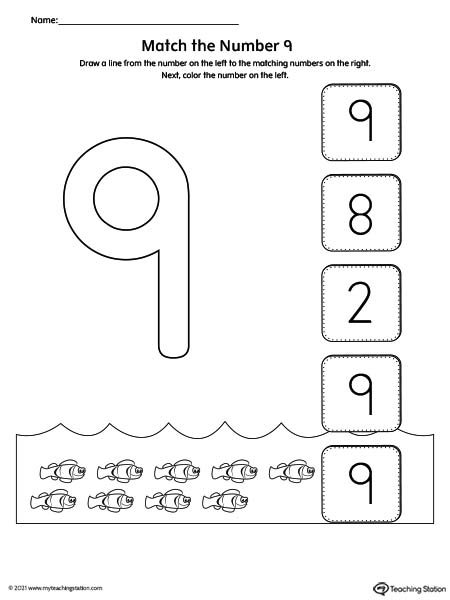 Name:
Match the Number 9
Draw a line from the number on the left to the matching numbers on the right.
Next, color the number on the left.
9
9
8
2
9
9
© 2021 www.myteachingstation.com
Teaching Station